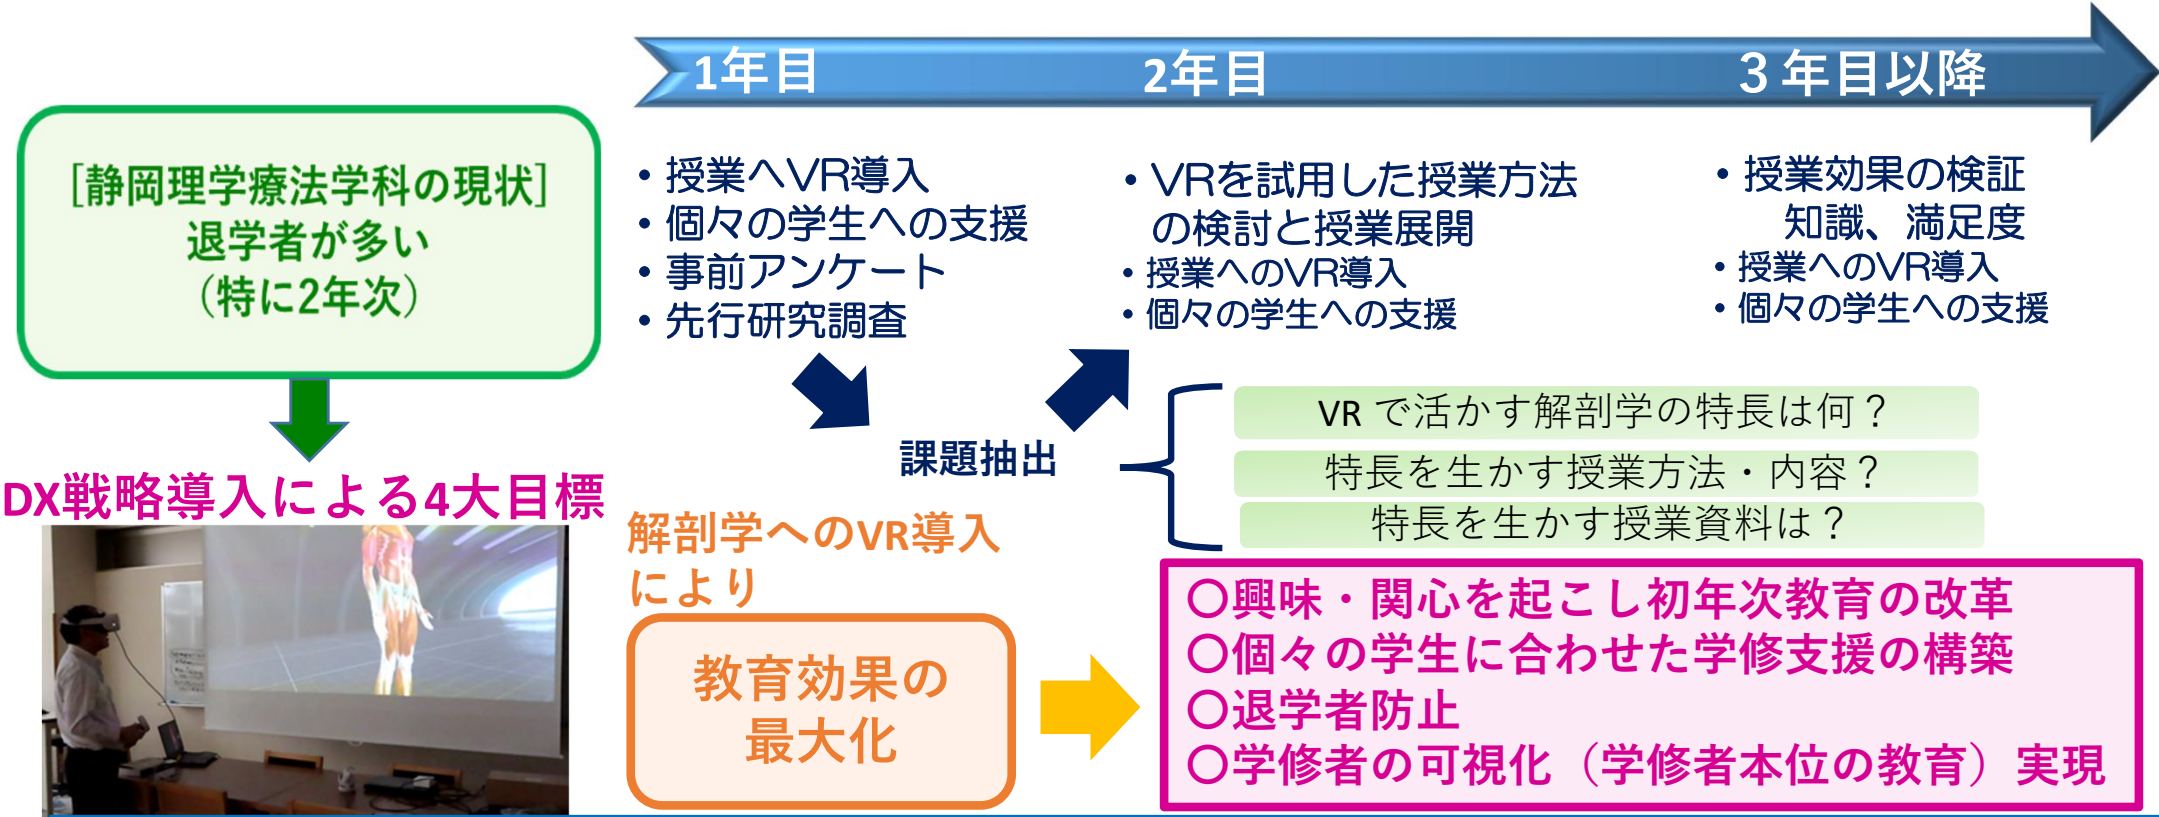 1年目
2年目
３年目以降
[静岡理学療法学科の現状]
退学者が多い
（特に2年次）
DX戦略導入による4大目標
・授業へVR導入
・個々の学生への支援
・事前アンケート
・先行研究調査
・VRを試用した授業方法
の検討と授業展開
・授業へのVR導入
・個々の学生への支援
・授業効果の検証
知識、満足度
・授業へのVR導入
・個々の学生への支援
課題抽出
VR で活かす解剖学の特長は何？
特長を生かす授業方法・内容？
特長を生かす授業資料は？
解剖学へのVR導入
により
教育効果の
最大化
〇興味・関心を起こし初年次教育の改革
〇個々の学生に合わせた学修支援の構築
〇退学者防止
〇学修者の可視化（学修者本位の教育）実現